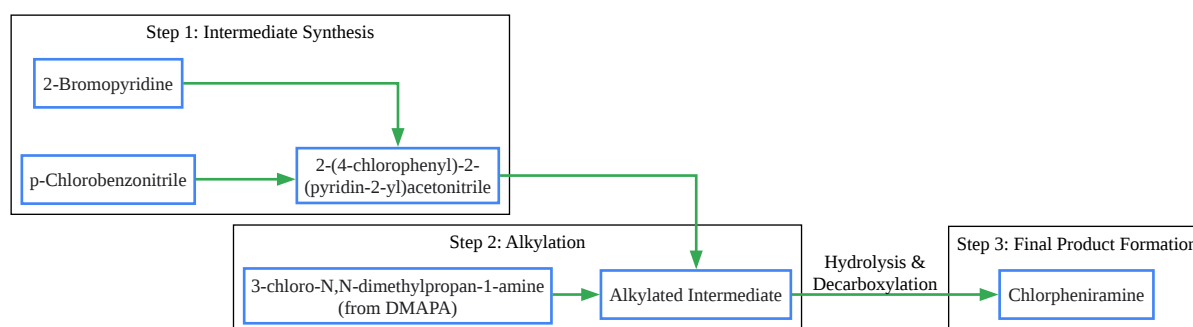 Step 1: Intermediate Synthesis
2-Bromopyridine
p-Chlorobenzonitrile
2-(4-chlorophenyl)-2-
(pyridin-2-yl)acetonitrile
Step 2: Alkylation
3-chloro-N,N-dimethylpropan-1-amine
(from DMAPA)
Alkylated Intermediate
Hydrolysis &
Decarboxylation
Step 3: Final Product Formation
Chlorpheniramine